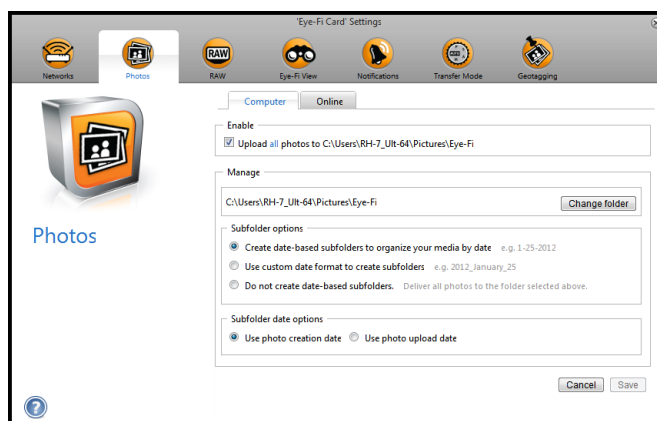 'Eye-Fi Card' Settings
Networks
Photos
RAW
RAW
Eye-Fi View
Notifications
AUTO
Transfer Mode
Geotagging
Computer
Online
Enable
Upload all photos to C:\Users\RH-7_Ult-64\Pictures\Eye-Fi
Manage
C:\Users\RH-7_Ult-64\Pictures\Eye-Fi
Change folder
Photos
Subfolder options
Create date-based subfolders to organize your media by date e.g. 1-25-2012
Use custom date format to create subfolders e.g. 2012_January_25
Do not create date-based subfolders. Deliver all photos to the folder selected above.
Subfolder date options
Use photo creation date
Use photo upload date
Cancel
Save
?